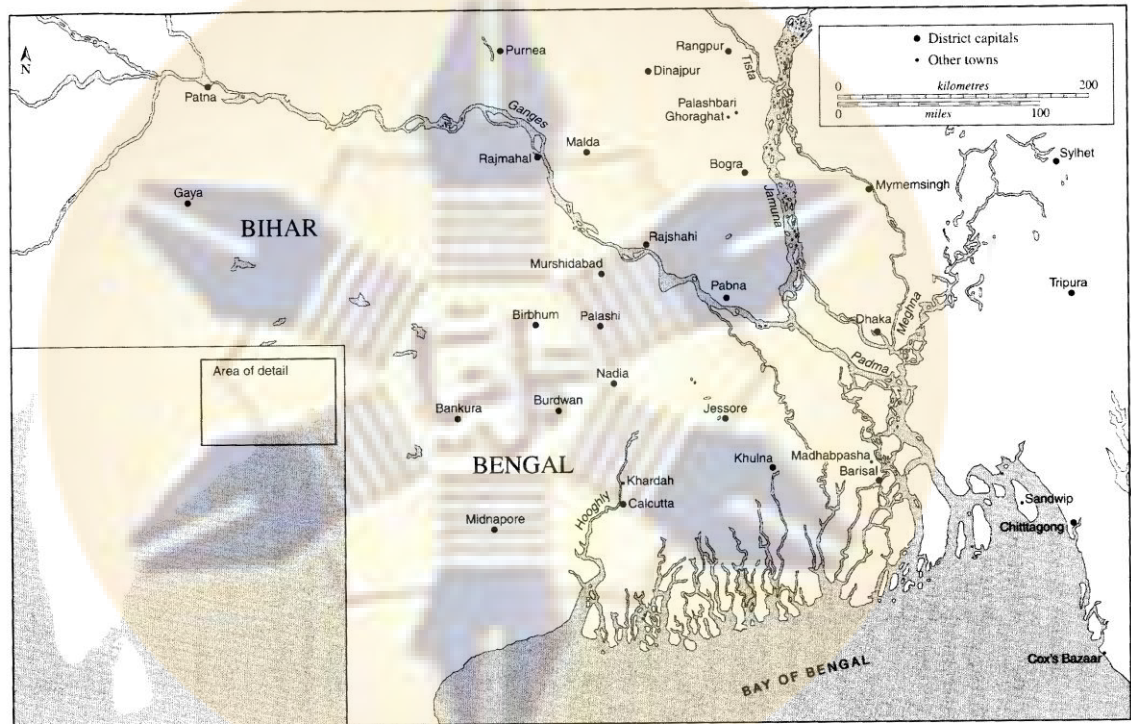 N
District capitals
Other towns
0 kilometres 200
0 miles 100
Purnea
Rangpur
Tista
Dinajpur
Patna
Ganges
Palashbari
Ghoraghat
Malda
Rajmahal
Bogra
Sylhet
Mymemsingh
Gaya
BIHAR
Jamuna
Rajshahi
Murshidabad
Pabna
Tripura
Birbhum
Palashi
Dhaka
Meghna
Padma
Area of detail
Nadia
Bankura
Burdwan
Jessore
BENGAL
Khulna
Madhabpasha
Barisal
Khardah
Calcutta
Hooghly
Midnapore
Sandwip
Chitttagong
Cox's Bazaar
BAY OF BENGAL